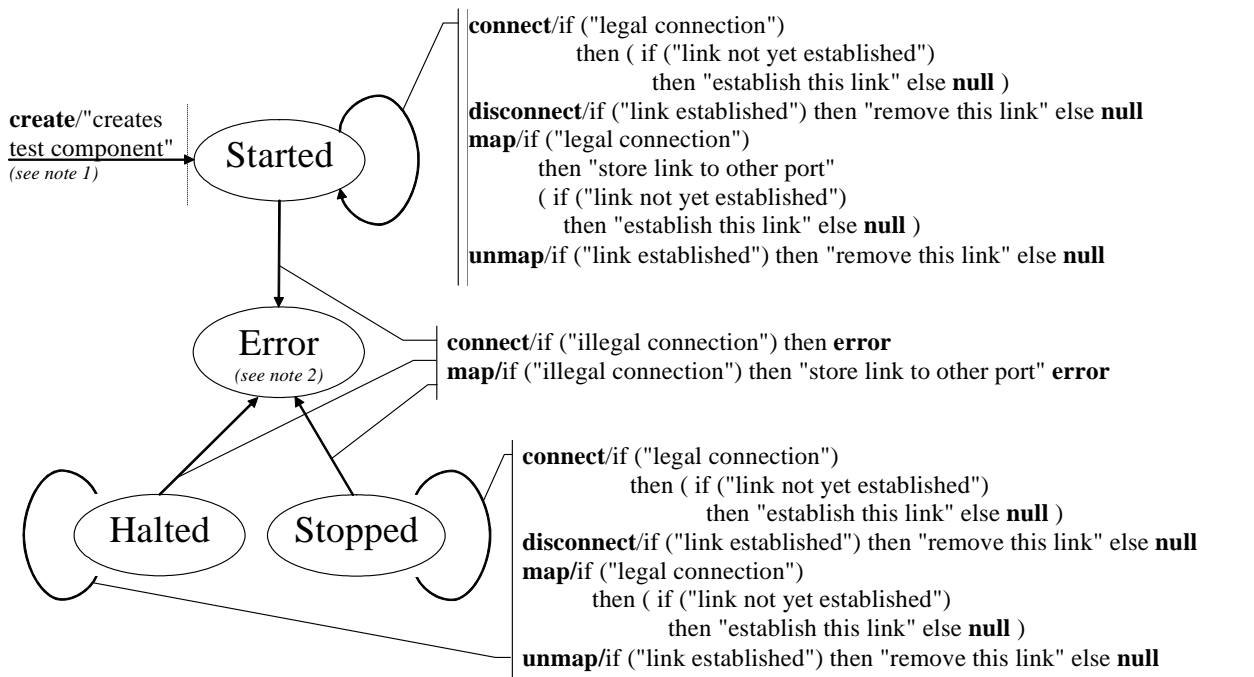 connect/if ("legal connection")
then ( if ("link not yet established")
then "establish this link" else null )
disconnect/if ("link established") then "remove this link" else null
map/if ("legal connection")
then "store link to other port"
( if ("link not yet established")
then "establish this link" else null )
unmap/if ("link established") then "remove this link" else null
create/"creates
test component"
(see note 1)
Started
Error
(see note 2)
connect/if ("illegal connection") then error
map/if ("illegal connection") then "store link to other port" error
Halted
Stopped
connect/if ("legal connection")
then ( if ("link not yet established")
then "establish this link" else null )
disconnect/if ("link established") then "remove this link" else null
map/if ("legal connection")
then ( if ("link not yet established")
then "establish this link" else null )
unmap/if ("link established") then "remove this link" else null